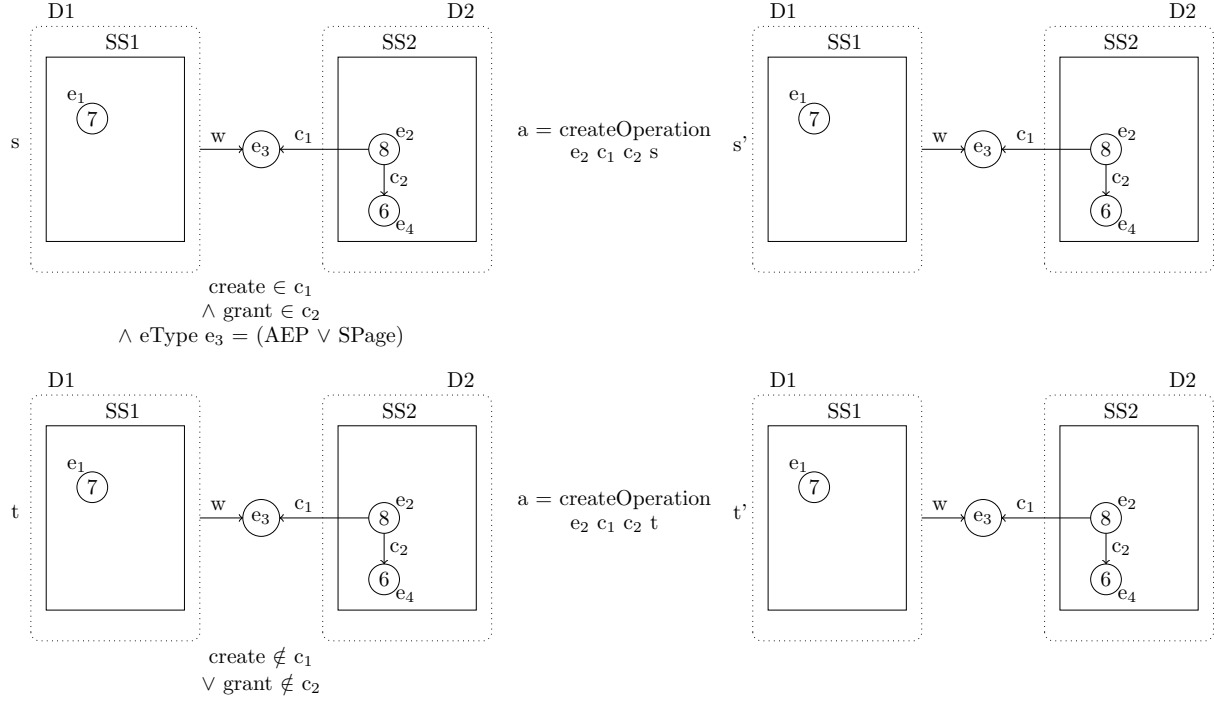 D1 D2 D1 D2
SS1 SS2 SS1 SS2
e₁ e₁
7 7
s w e₃ c₁ 8 e₂ a = createOperation s' w e₃ c₁ 8 e₂
e₂ c₁ c₂ s
c₂ c₂
6 6
e₄ e₄
create ∈ c₁
∧ grant ∈ c₂
∧ eType e₃ = (AEP ∨ SPage)
D1 D2 D1 D2
SS1 SS2 SS1 SS2
e₁ e₁
7 7
t w e₃ c₁ 8 e₂ a = createOperation t' w e₃ c₁ 8 e₂
e₂ c₁ c₂ t
c₂ c₂
6 6
e₄ e₄
create ∉ c₁
∨ grant ∉ c₂